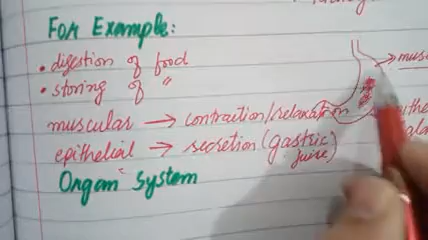 For Example:
• digestion of food
• storing of "
muscular → contraction/relaxation
epithelial → secretion (gastric juice)
Organ System